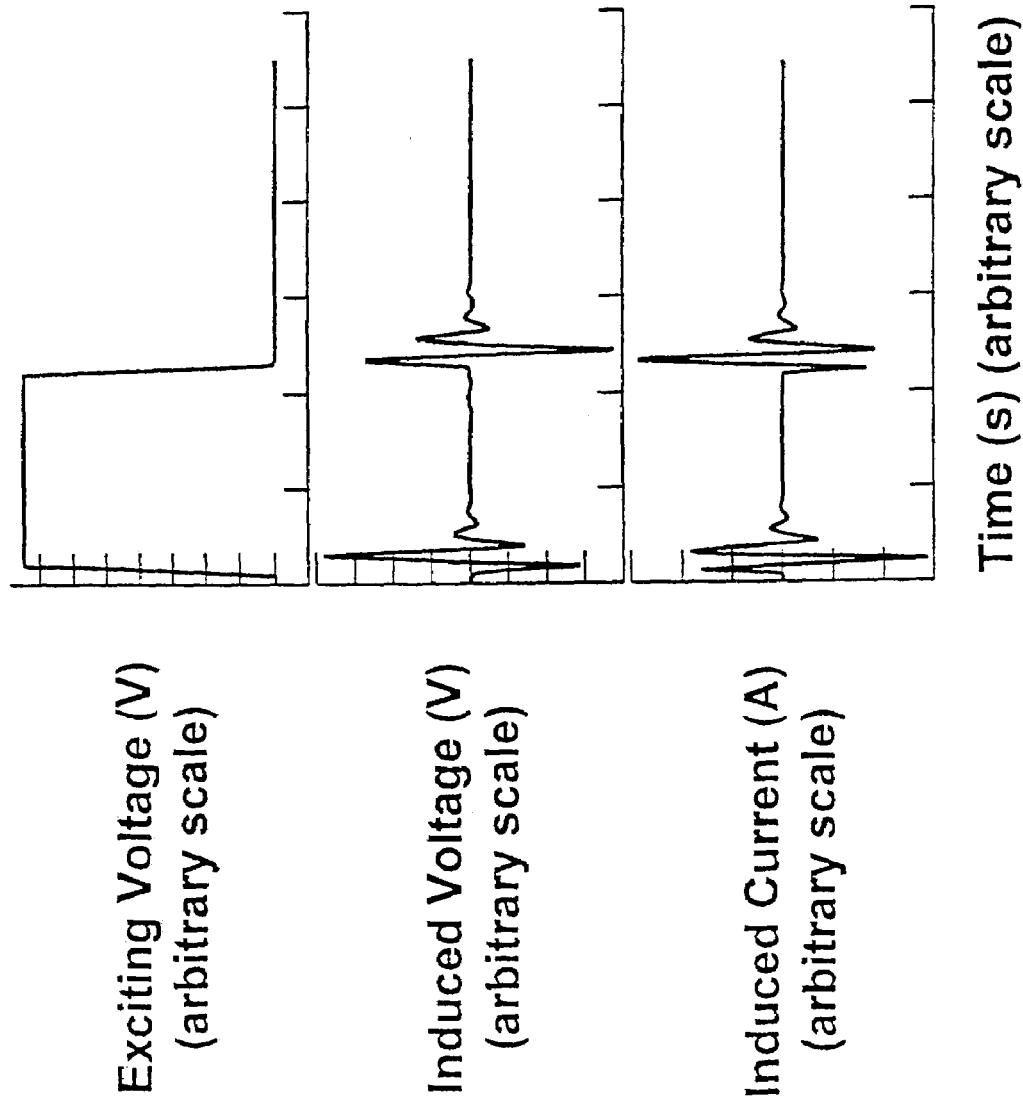 Exciting Voltage (V)
(arbitrary scale)
Induced Voltage (V)
(arbitrary scale)
Induced Current (A)
(arbitrary scale)
Time (s) (arbitrary scale)